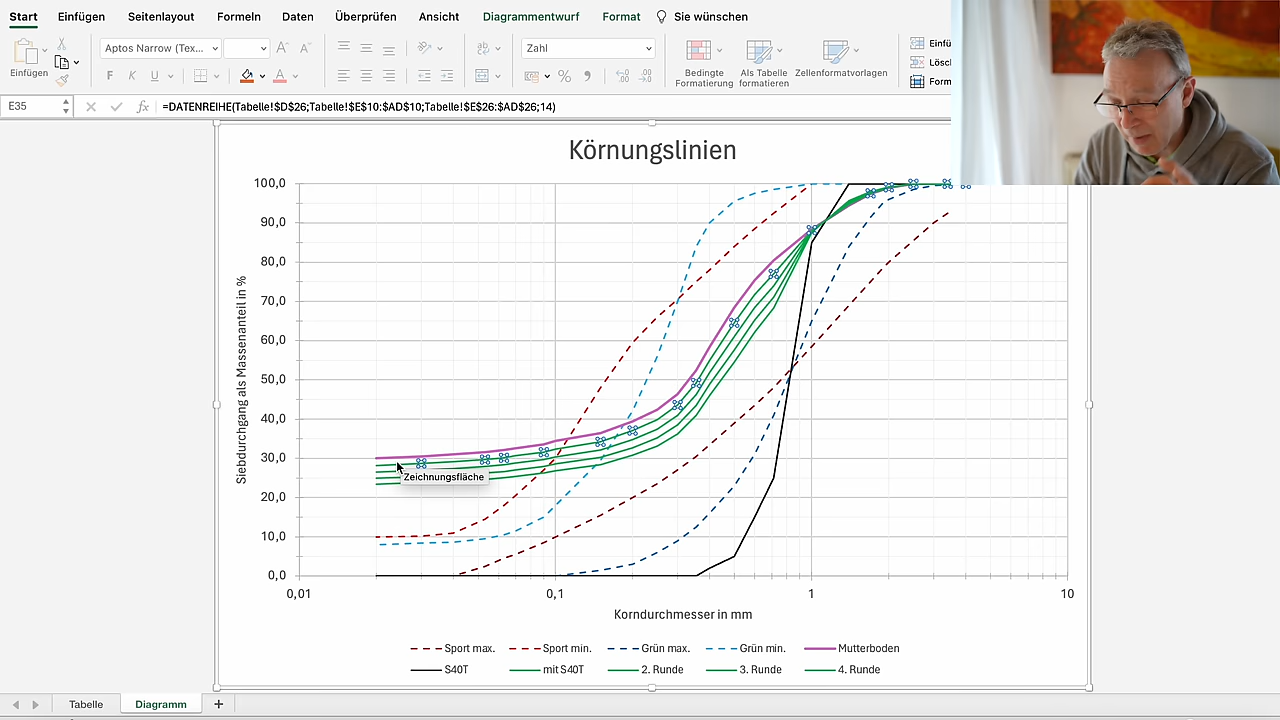 Start Einfügen Seitenlayout Formeln Daten Überprüfen Ansicht Diagrammentwurf Format Sie wünschen
Einfügen
Aptos Narrow (Tex...
F K U
Zahl
Bedingte Formatierung
Als Tabelle formatieren
Zellenformatvorlagen
Einfü
Lösc
Form
E35 fx =DATENREIHE(Tabelle!$D$26;Tabelle!$E$10:$AD$10;Tabelle!$E$26:$AD$26;14)
Körnungslinien
Siebdurchgang als Massenanteil in %
100,0
90,0
80,0
70,0
60,0
50,0
40,0
30,0
20,0
10,0
0,0
Zeichnungsfläche
0,01 0,1 1 10
Korndurchmesser in mm
Sport max. Sport min. Grün max. Grün min. Mutterboden
S40T mit S40T 2. Runde 3. Runde 4. Runde
Tabelle Diagramm +